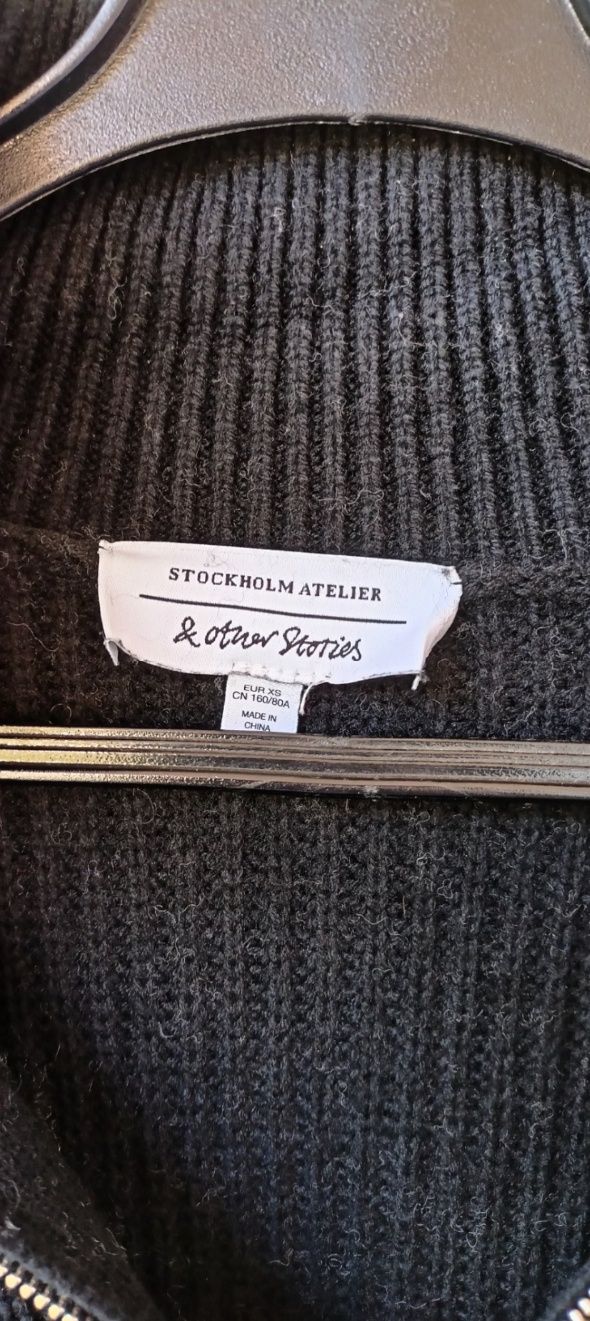 STOCKHOLM ATELIER
& other Stories
EUR XS
CN 160/80A
MADE IN
CHINA